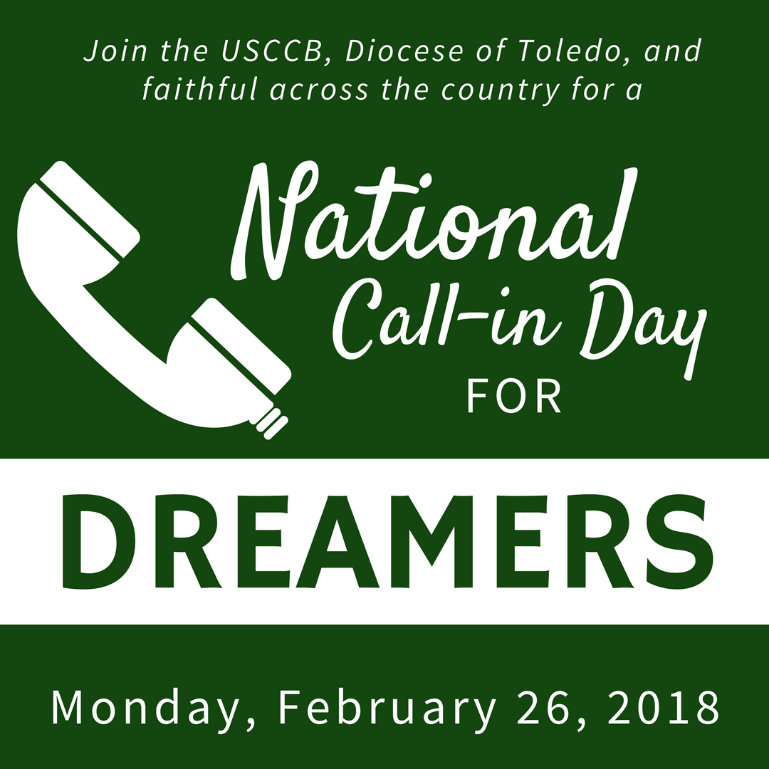 Join the USCCB, Diocese of Toledo, and
faithful across the country for a
National
Call-in Day
FOR
DREAMERS
Monday, February 26, 2018